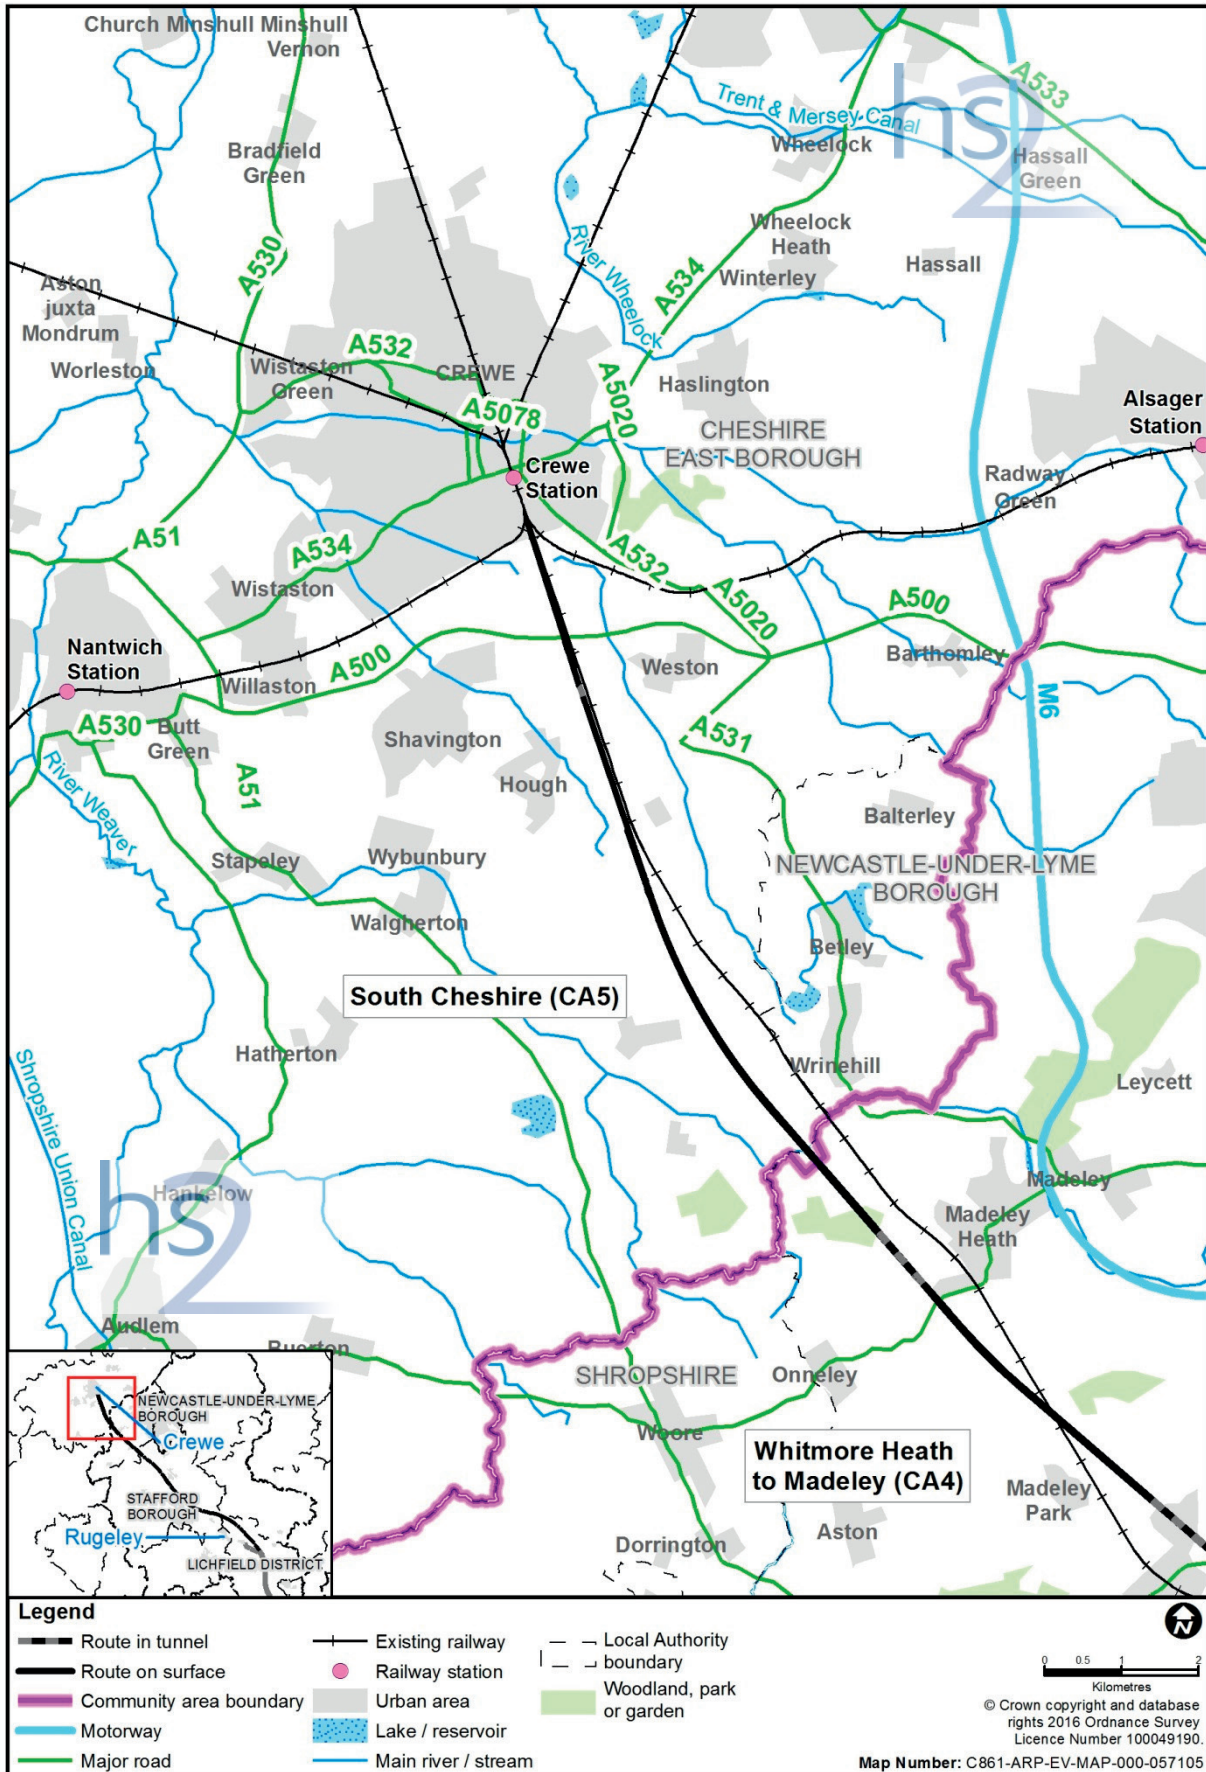 Church Minshull Minshull
Vernon
A533
Trent & Mersey Canal
hs2
Wheelock
Hassall
Green
Bradfield
Green
Wheelock
Heath
A530
River Wheelock
A534
Winterley
Hassall
Aston
juxta
Mondrum
Worleston
A532
Wistaston
Green
CREWE
Haslington
A5020
A5078
Alsager
Station
CHESHIRE
EAST BOROUGH
Crewe
Station
Radway
Green
A51
A534
A532
Wistaston
A5020
A500
Nantwich
Station
Willaston
A500
Weston
Barthomley
M6
A530
Butt
Green
Shavington
A531
River Weaver
A51
Hough
Balterley
Stapeley
Wybunbury
NEWCASTLE-UNDER-LYME
BOROUGH
Walgherton
Betley
South Cheshire (CA5)
Hatherton
Wrinehill
Leycett
Shropshire Union Canal
hs2
Hankelow
Madeley
Madeley
Heath
Audlem
Buerton
SHROPSHIRE
Onneley
Woore
Whitmore Heath
to Madeley (CA4)
Madeley
Park
Dorrington
Aston
NEWCASTLE-UNDER-LYME
BOROUGH
Crewe
STAFFORD
BOROUGH
Rugeley
LICHFIELD DISTRICT
Legend
Route in tunnel
Route on surface
Community area boundary
Motorway
Major road
Existing railway
Railway station
Urban area
Lake / reservoir
Main river / stream
Local Authority
boundary
Woodland, park
or garden
N
0 0.5 1 2
Kilometres
© Crown copyright and database
rights 2016 Ordnance Survey
Licence Number 100049190.
Map Number: C861-ARP-EV-MAP-000-057105